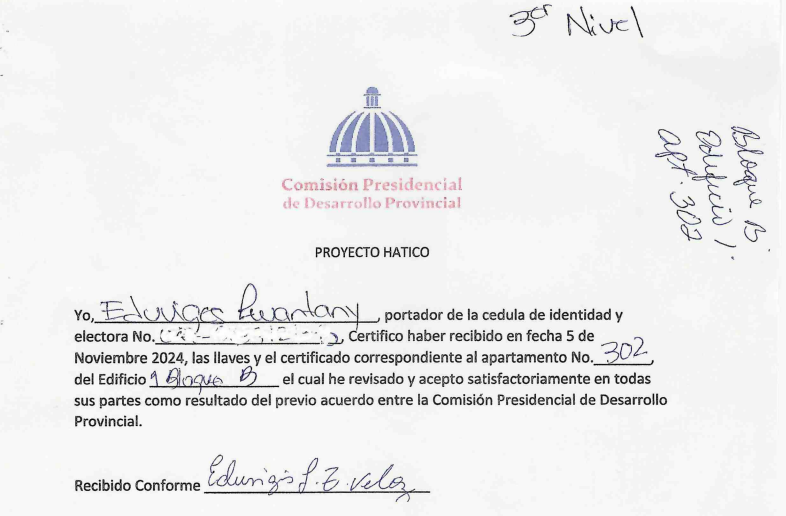 3er Nivel
Bloque B.
Edificio 1.
apt. 302
Comisión Presidencial
de Desarrollo Provincial
PROYECTO HATICO
Yo, Eduviges, portador de la cedula de identidad y
electora No. , Certifico haber recibido en fecha 5 de
Noviembre 2024, las llaves y el certificado correspondiente al apartamento No. 302,
del Edificio 1 Bloque B el cual he revisado y acepto satisfactoriamente en todas
sus partes como resultado del previo acuerdo entre la Comisión Presidencial de Desarrollo
Provincial.
Recibido Conforme Eduvigis